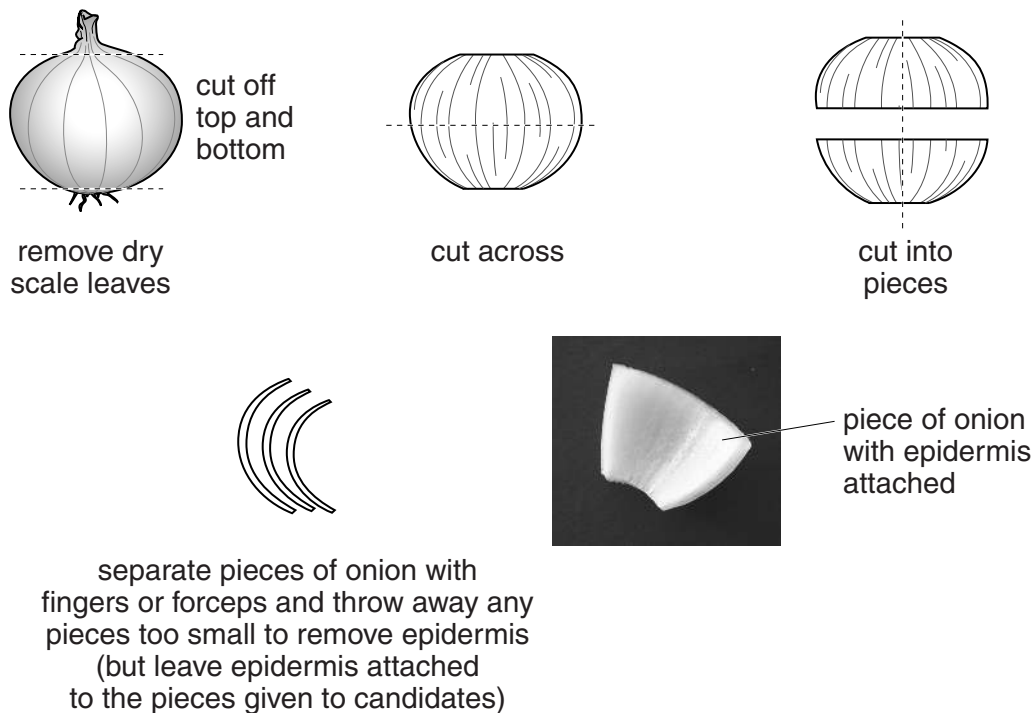 cut off
top and
bottom
remove dry
scale leaves
cut across
cut into
pieces
piece of onion
with epidermis
attached
separate pieces of onion with
fingers or forceps and throw away any
pieces too small to remove epidermis
(but leave epidermis attached
to the pieces given to candidates)